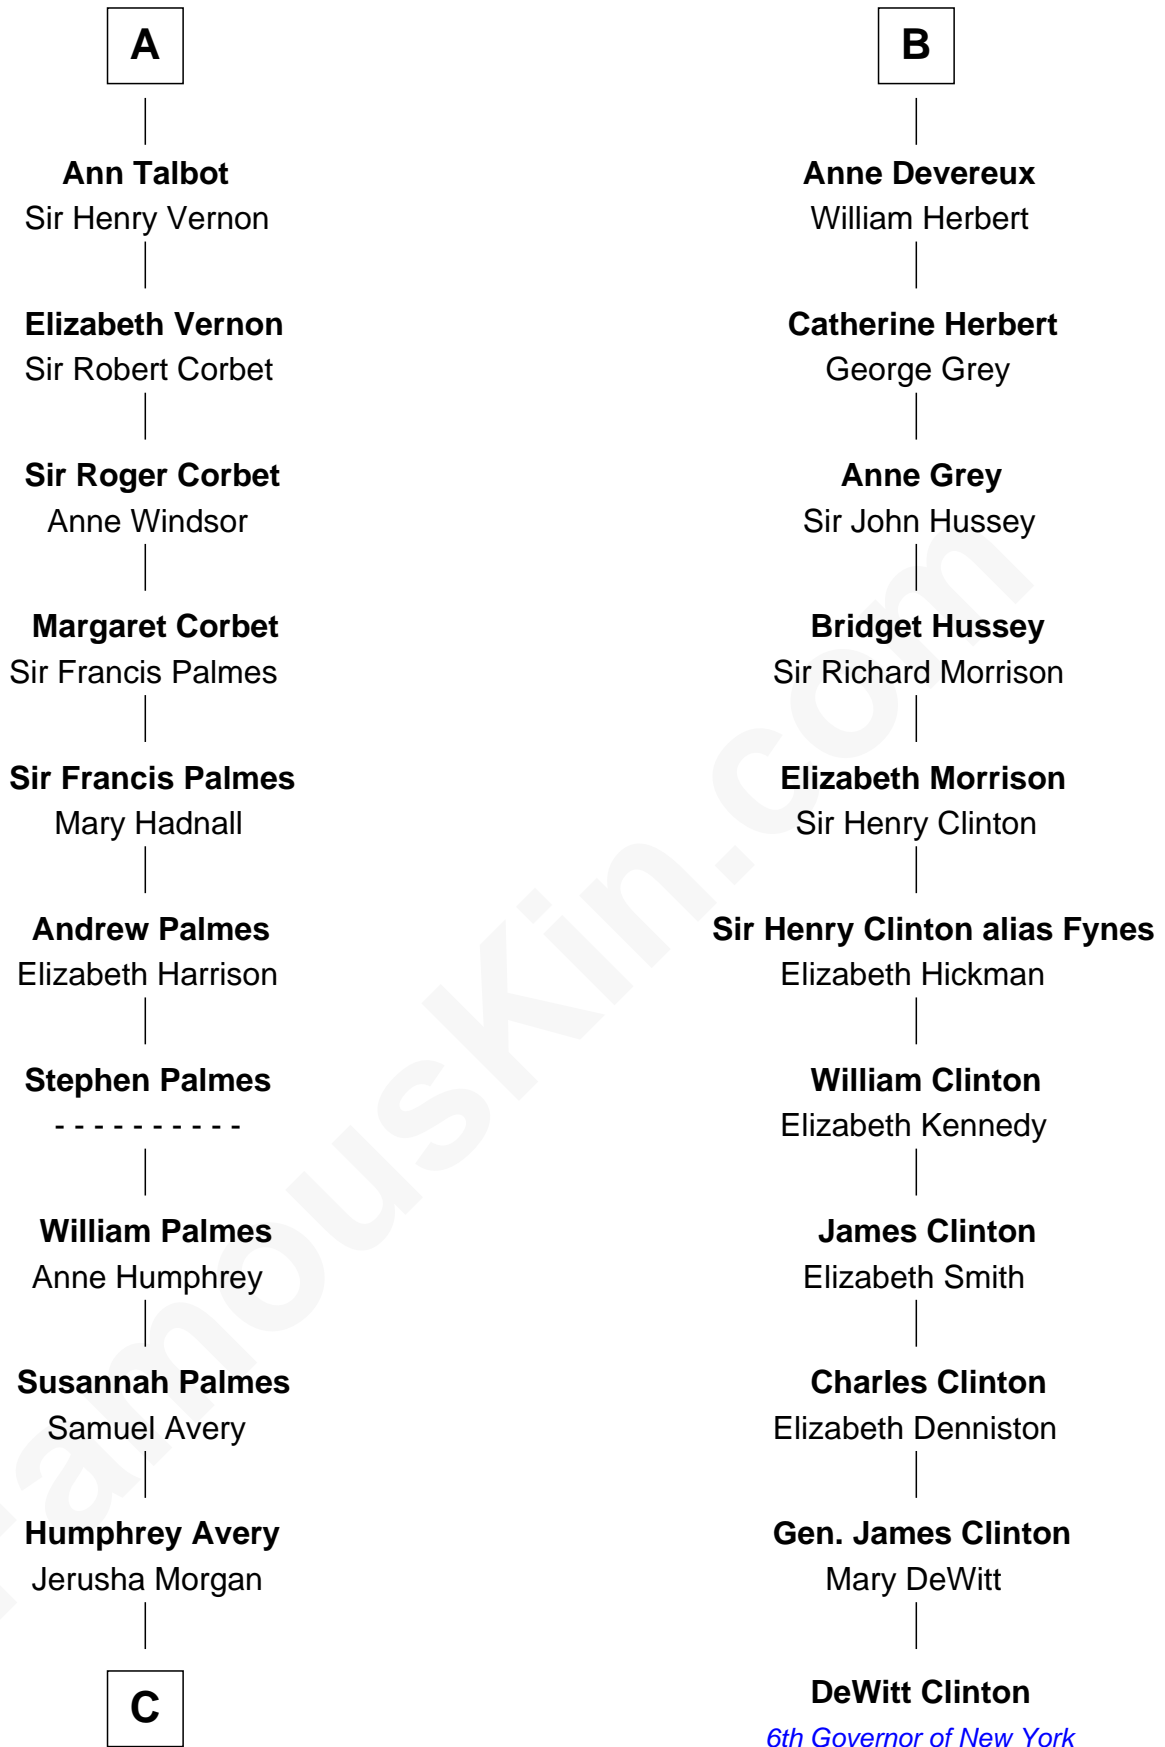 A
Ann Talbot
Sir Henry Vernon
Elizabeth Vernon
Sir Robert Corbet
Sir Roger Corbet
Anne Windsor
Margaret Corbet
Sir Francis Palmes
Sir Francis Palmes
Mary Hadnall
Andrew Palmes
Elizabeth Harrison
Stephen Palmes
- - - - - - - - - -
William Palmes
Anne Humphrey
Susannah Palmes
Samuel Avery
Humphrey Avery
Jerusha Morgan
C
B
Anne Devereux
William Herbert
Catherine Herbert
George Grey
Anne Grey
Sir John Hussey
Bridget Hussey
Sir Richard Morrison
Elizabeth Morrison
Sir Henry Clinton
Sir Henry Clinton alias Fynes
Elizabeth Hickman
William Clinton
Elizabeth Kennedy
James Clinton
Elizabeth Smith
Charles Clinton
Elizabeth Denniston
Gen. James Clinton
Mary DeWitt
DeWitt Clinton
6th Governor of New York
FamousKin.com